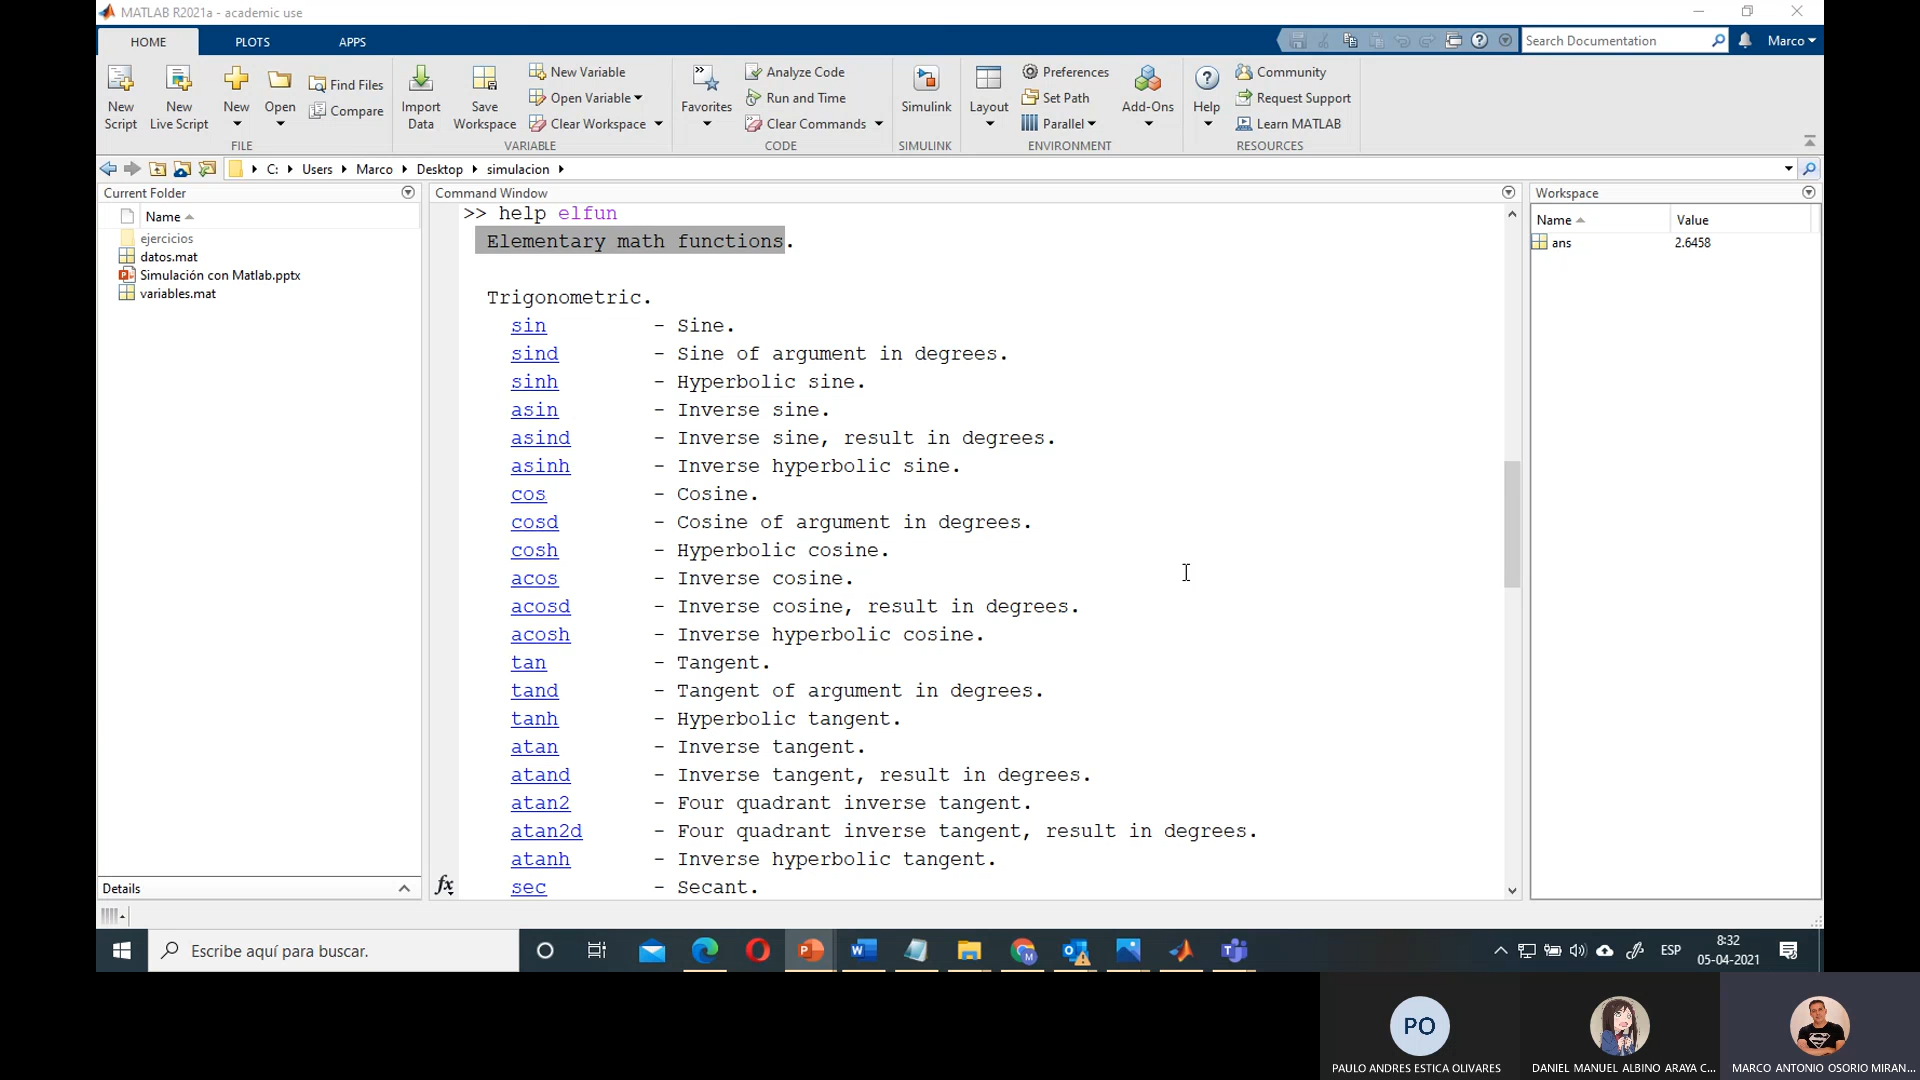 MATLAB R2021a - academic use
HOME PLOTS APPS
Search Documentation
Marco
New Script
New Live Script
New
Open
Find Files
Compare
FILE
Import Data
Save Workspace
New Variable
Open Variable
Clear Workspace
VARIABLE
Favorites
Analyze Code
Run and Time
Clear Commands
CODE
Simulink
SIMULINK
Layout
Preferences
Set Path
Parallel
Add-Ons
ENVIRONMENT
Help
Community
Request Support
Learn MATLAB
RESOURCES
C: Users Marco Desktop simulacion
Current Folder
Name
ejercicios
datos.mat
Simulación con Matlab.pptx
variables.mat
Details
Command Window
>> help elfun
Elementary math functions.
Trigonometric.
sin - Sine.
sind - Sine of argument in degrees.
sinh - Hyperbolic sine.
asin - Inverse sine.
asind - Inverse sine, result in degrees.
asinh - Inverse hyperbolic sine.
cos - Cosine.
cosd - Cosine of argument in degrees.
cosh - Hyperbolic cosine.
acos - Inverse cosine.
acosd - Inverse cosine, result in degrees.
acosh - Inverse hyperbolic cosine.
tan - Tangent.
tand - Tangent of argument in degrees.
tanh - Hyperbolic tangent.
atan - Inverse tangent.
atand - Inverse tangent, result in degrees.
atan2 - Four quadrant inverse tangent.
atan2d - Four quadrant inverse tangent, result in degrees.
atanh - Inverse hyperbolic tangent.
sec - Secant.
fx
Workspace
Name Value
ans 2.6458
Escribe aquí para buscar.
ESP
8:32
05-04-2021
PO
PAULO ANDRES ESTICA OLIVARES
DANIEL MANUEL ALBINO ARAYA C...
MARCO ANTONIO OSORIO MIRAN...